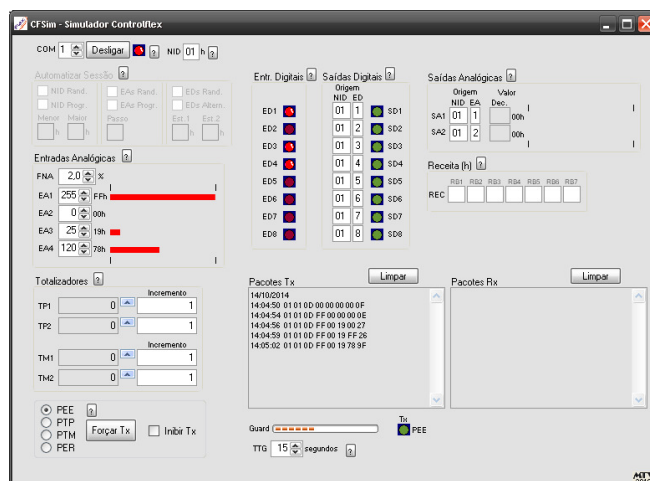 CFSim - Simulador Controlflex
COM 1 Desligar ? NID 01 h ?
Automatizar Sessão ?
NID Rand. EAs Rand. EDs Rand.
NID Progr. EAs Progr. EDs Altern.
Menor Maior Passo Est.1 Est.2
h h h h h
Entradas Analógicas ?
FNA 2,0 %
EA1 255 FFh
EA2 0 00h
EA3 25 19h
EA4 120 78h
Totalizadores ?
Incremento
TP1 0 1
TP2 0 1
Incremento
TM1 0 1
TM2 0 1
PEE ?
PTP
PTM
PER
Forçar Tx Inibir Tx
Entr. Digitais ? Saídas Digitais ?
Origem
NID ED
ED1 01 1 SD1
ED2 01 2 SD2
ED3 01 3 SD3
ED4 01 4 SD4
ED5 01 5 SD5
ED6 01 6 SD6
ED7 01 7 SD7
ED8 01 8 SD8
Saídas Analógicas ?
Origem Valor
NID EA Dec.
SA1 01 1 00h
SA2 01 2 00h
Receita (h) ?
RB1 RB2 RB3 RB4 RB5 RB6 RB7
REC
Pacotes Tx Limpar
14/10/2014
14:04:50 01 01 0D 00 00 00 00 0F
14:04:54 01 01 0D FF 00 00 00 0E
14:04:56 01 01 0D FF 00 19 00 27
14:04:59 01 01 0D FF 00 19 FF 26
14:05:02 01 01 0D FF 00 19 78 9F
Pacotes Rx Limpar
Guard
Tx
PEE
TTG 15 segundos ?